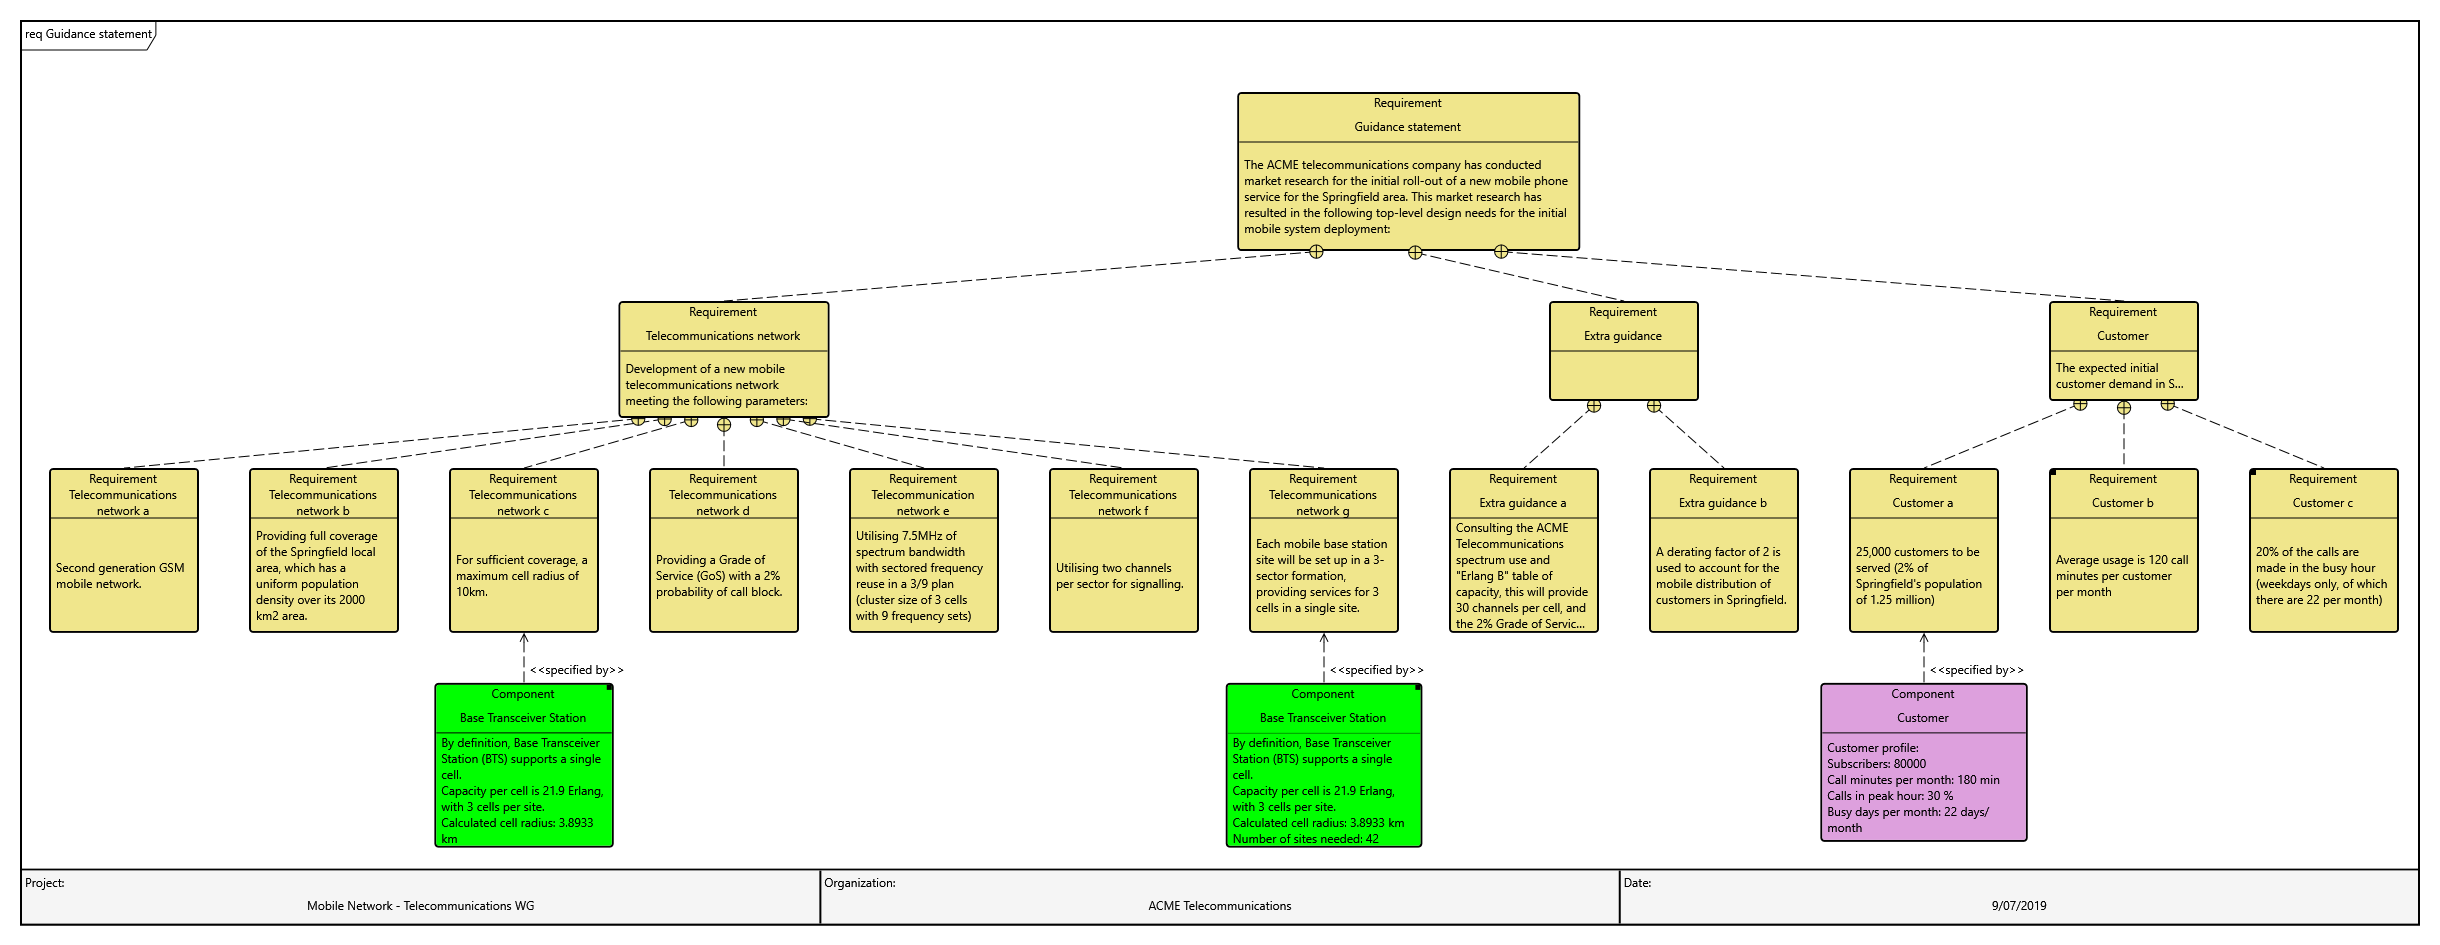 req Guidance statement
Requirement
Guidance statement
The ACME telecommunications company has conducted
market research for the initial roll-out of a new mobile phone
service for the Springfield area. This market research has
resulted in the following top-level design needs for the initial
mobile system deployment:
Requirement
Telecommunications network
Development of a new mobile
telecommunications network
meeting the following parameters:
Requirement
Extra guidance
Requirement
Customer
The expected initial
customer demand in S...
Requirement
Telecommunications
network a
Second generation GSM
mobile network.
Requirement
Telecommunications
network b
Providing full coverage
of the Springfield local
area, which has a
uniform population
density over its 2000
km2 area.
Requirement
Telecommunications
network c
For sufficient coverage, a
maximum cell radius of
10km.
Requirement
Telecommunications
network d
Providing a Grade of
Service (GoS) with a 2%
probability of call block.
Requirement
Telecommunication
network e
Utilising 7.5MHz of
spectrum bandwidth
with sectored frequency
reuse in a 3/9 plan
(cluster size of 3 cells
with 9 frequency sets)
Requirement
Telecommunications
network f
Utilising two channels
per sector for signalling.
Requirement
Telecommunications
network g
Each mobile base station
site will be set up in a 3-
sector formation,
providing services for 3
cells in a single site.
Requirement
Extra guidance a
Consulting the ACME
Telecommunications
spectrum use and
"Erlang B" table of
capacity, this will provide
30 channels per cell, and
the 2% Grade of Servic...
Requirement
Extra guidance b
A derating factor of 2 is
used to account for the
mobile distribution of
customers in Springfield.
Requirement
Customer a
25,000 customers to be
served (2% of
Springfield's population
of 1.25 million)
Requirement
Customer b
Average usage is 120 call
minutes per customer
per month
Requirement
Customer c
20% of the calls are
made in the busy hour
(weekdays only, of which
there are 22 per month)
<<specified by>>
<<specified by>>
<<specified by>>
Component
Base Transceiver Station
By definition, Base Transceiver
Station (BTS) supports a single
cell.
Capacity per cell is 21.9 Erlang,
with 3 cells per site.
Calculated cell radius: 3.8933
km
Component
Base Transceiver Station
By definition, Base Transceiver
Station (BTS) supports a single
cell.
Capacity per cell is 21.9 Erlang,
with 3 cells per site.
Calculated cell radius: 3.8933 km
Number of sites needed: 42
Component
Customer
Customer profile:
Subscribers: 80000
Call minutes per month: 180 min
Calls in peak hour: 30 %
Busy days per month: 22 days/
month
Project:
Mobile Network - Telecommunications WG
Organization:
ACME Telecommunications
Date:
9/07/2019